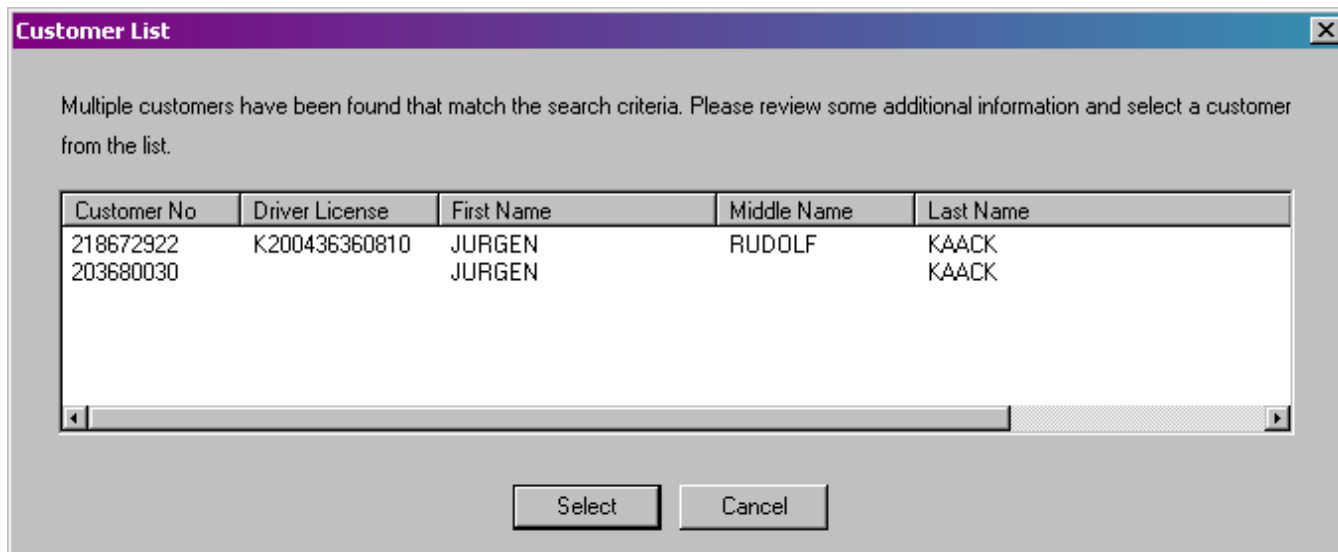 Customer List
Multiple customers have been found that match the search criteria. Please review some additional information and select a customer
from the list.
Customer No Driver License First Name Middle Name Last Name
218672922 K200436360810 JURGEN RUDOLF KAACK
203680030 JURGEN KAACK
Select Cancel